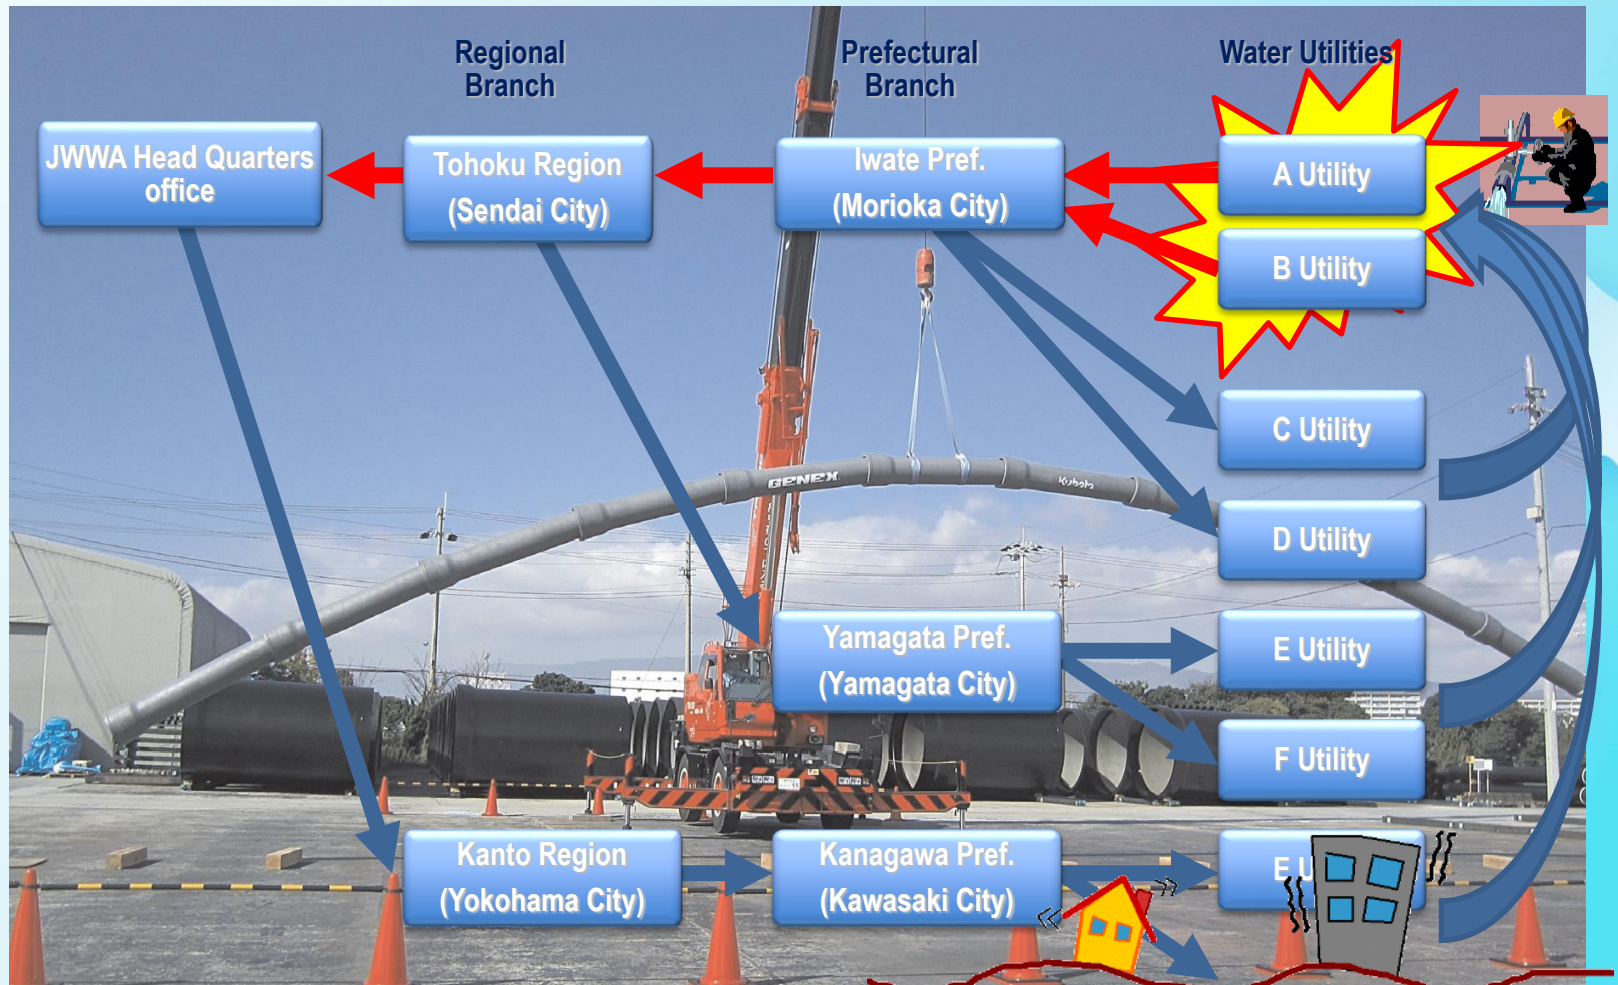 Regional
Branch
Prefectural
Branch
Water Utilities
JWWA Head Quarters
office
Tohoku Region
(Sendai City)
Iwate Pref.
(Morioka City)
A Utility
B Utility
C Utility
GENEX
Kubota
D Utility
Yamagata Pref.
(Yamagata City)
E Utility
F Utility
Kanto Region
(Yokohama City)
Kanagawa Pref.
(Kawasaki City)
E U